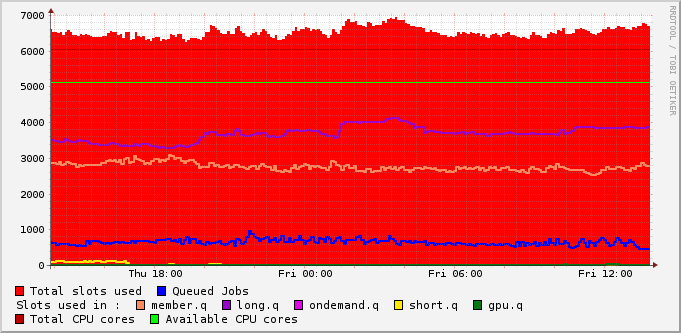 7000
6000
5000
4000
3000
2000
1000
0
Thu 18:00 Fri 00:00 Fri 06:00 Fri 12:00
RRDTOOL / TOBI OETIKER
Total slots used Queued Jobs
Slots used in : member.q long.q ondemand.q short.q gpu.q
Total CPU cores Available CPU cores